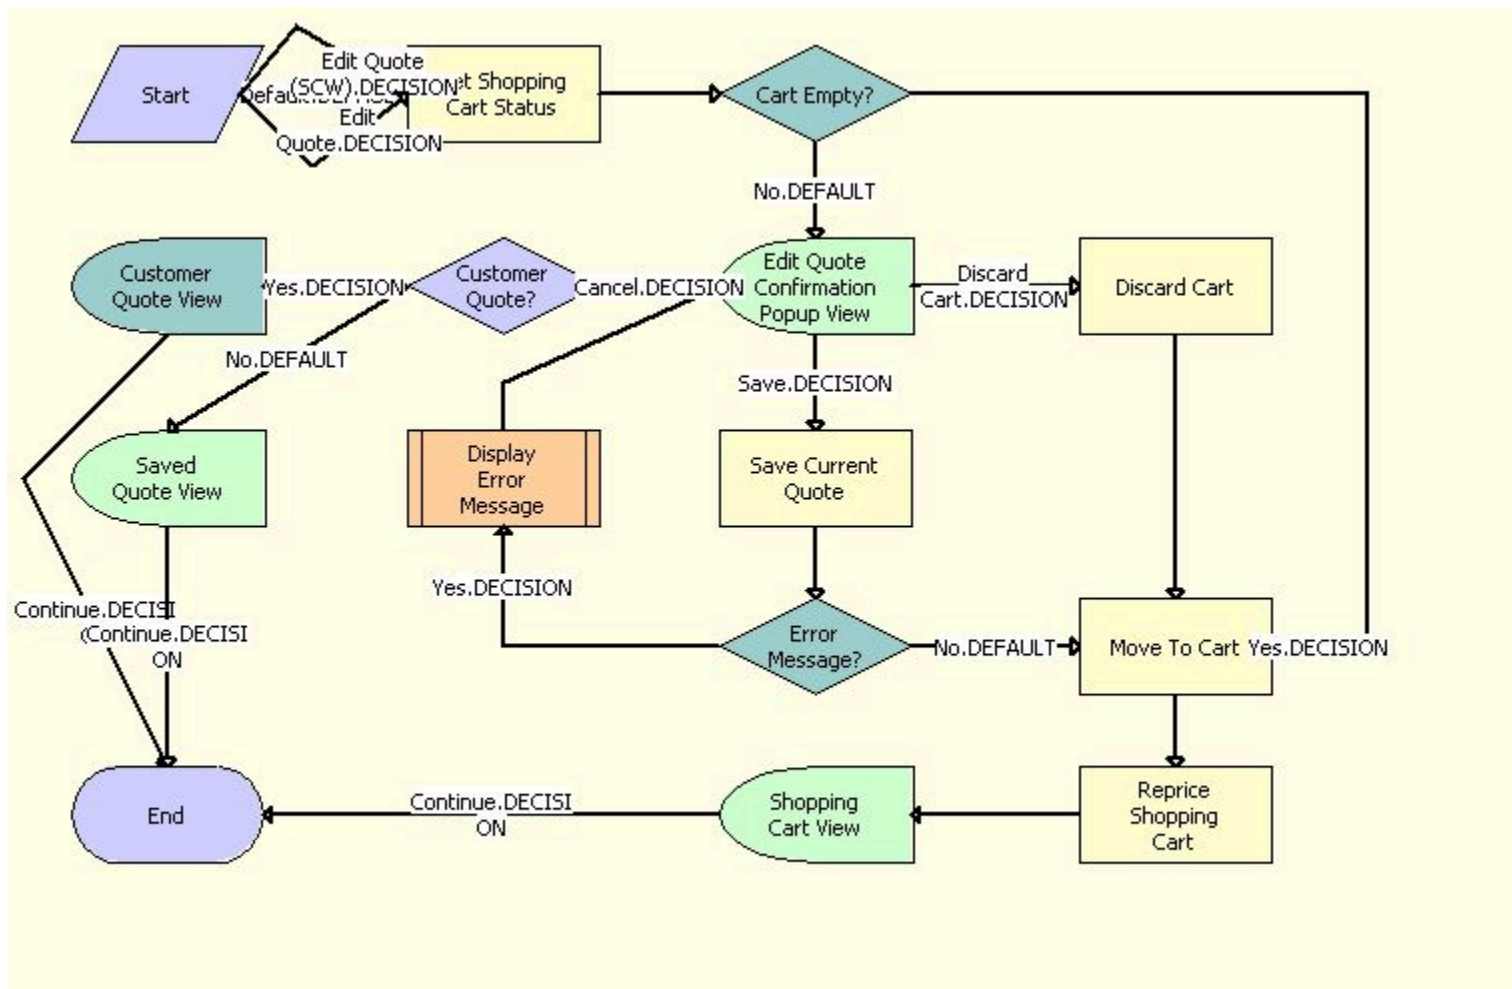 Start
Edit Quote
(SCW).DECISION
Edit
Quote.DECISION
Shopping
Cart Status
Cart Empty?
No.DEFAULT
Customer
Quote View
Yes.DECISION
Customer
Quote?
Cancel.DECISION
Edit Quote
Confirmation
Popup View
Discard
Cart.DECISION
Discard Cart
No.DEFAULT
Save.DECISION
Saved
Quote View
Display
Error
Message
Save Current
Quote
Yes.DECISION
Continue.DECISI
Continue.DECISI
ON
Error
Message?
No.DEFAULT
Move To Cart
Yes.DECISION
End
Continue.DECISI
ON
Shopping
Cart View
Reprice
Shopping
Cart